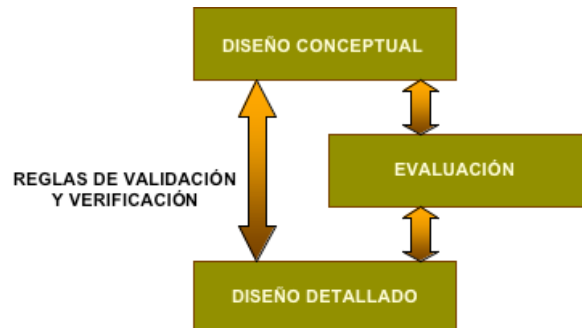 DISEÑO CONCEPTUAL
EVALUACIÓN
REGLAS DE VALIDACIÓN
Y VERIFICACIÓN
DISEÑO DETALLADO